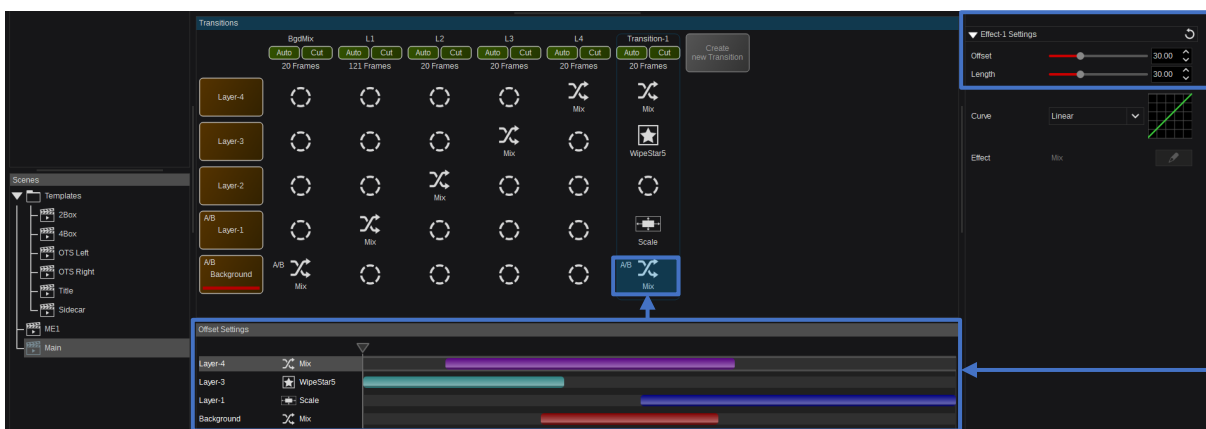 Transitions
BgdMix L1 L2 L3 L4 Transition-1
Auto Cut Auto Cut Auto Cut Auto Cut Auto Cut Auto Cut
20 Frames 121 Frames 20 Frames 20 Frames 20 Frames 20 Frames
Create
new Transition
Layer-4
Mix Mix
Layer-3
Mix WipeStar5
Layer-2
Mix
A/B
Layer-1
Mix Scale
A/B
Background
A/B Mix A/B Mix
Scenes
Templates
2Box
4Box
OTS Left
OTS Right
Title
Sidecar
ME1
Main
Offset Settings
Layer-4 Mix
Layer-3 WipeStar5
Layer-1 Scale
Background Mix
Effect-1 Settings
Offset 30.00
Length 30.00
Curve Linear
Effect Mix